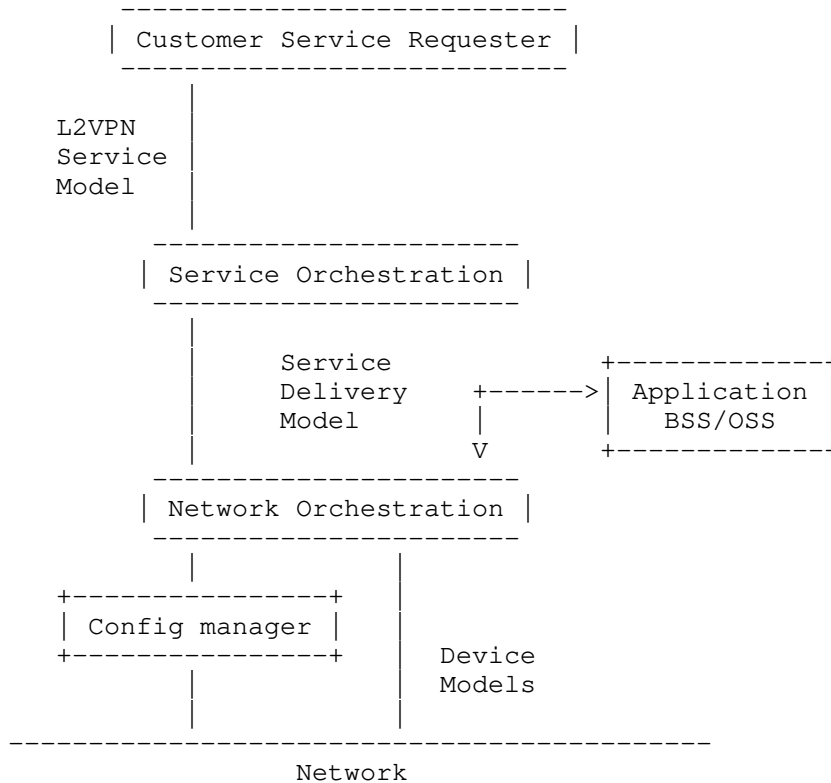 Customer Service Requester
L2VPN
Service
Model
Service Orchestration
Service
Delivery
Model
Application
BSS/OSS
V
Network Orchestration
Config manager
Device
Models
Network